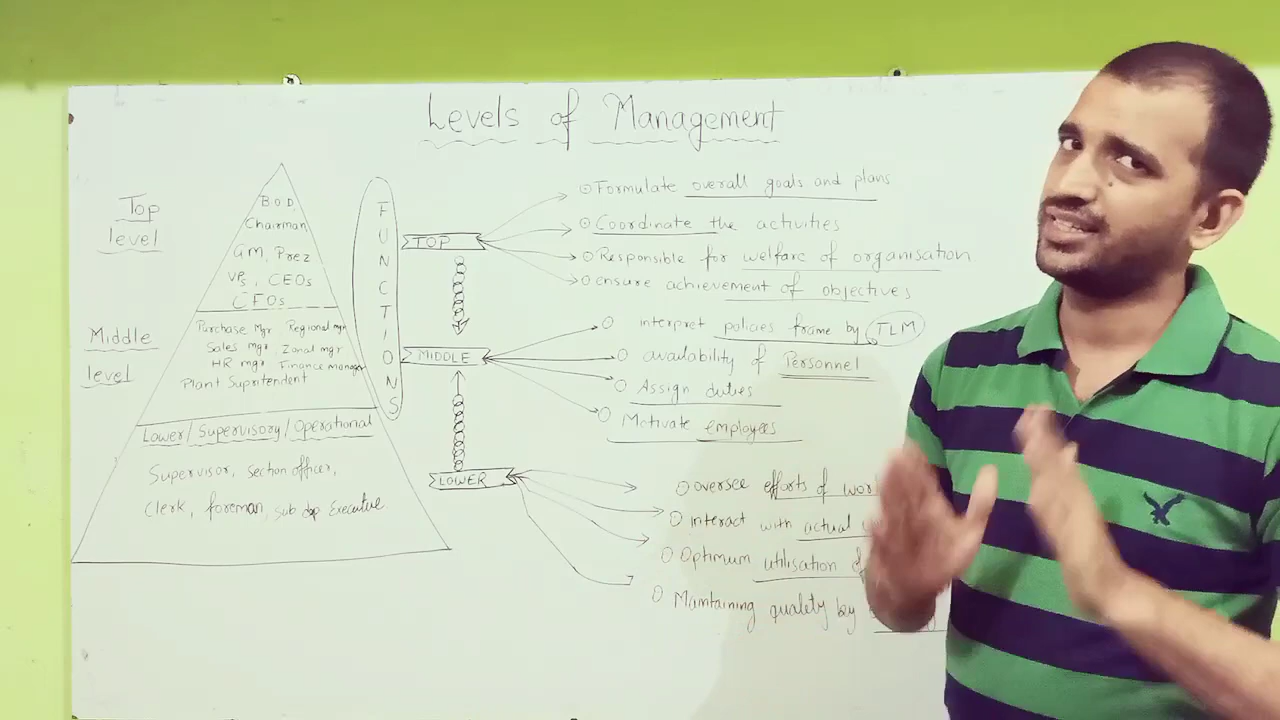 Levels of Management
Top
level
B O D
Chairman
GM, Prez
VPs, CEOs
CFOs
Middle
level
Purchase Mgr Regional mgr
Sales mgr, Zonal mgr
HR mgr, Finance Manager
Plant Supritendent
Lower/Supervisory/Operational
Supervisor, section officer,
Clerk, foreman, sub dep Executive
FUNCTIONS
TOP
Formulate overall goals and plans
Coordinate the activities
Responsible for welfare of organisation
ensure achievement of objectives
MIDDLE
interpret policies frame by TLM
availability of Personnel
Assign duties
Motivate employees
LOWER
oversee efforts of
interact with actual
Optimum utilisation of
Maintaining quality by